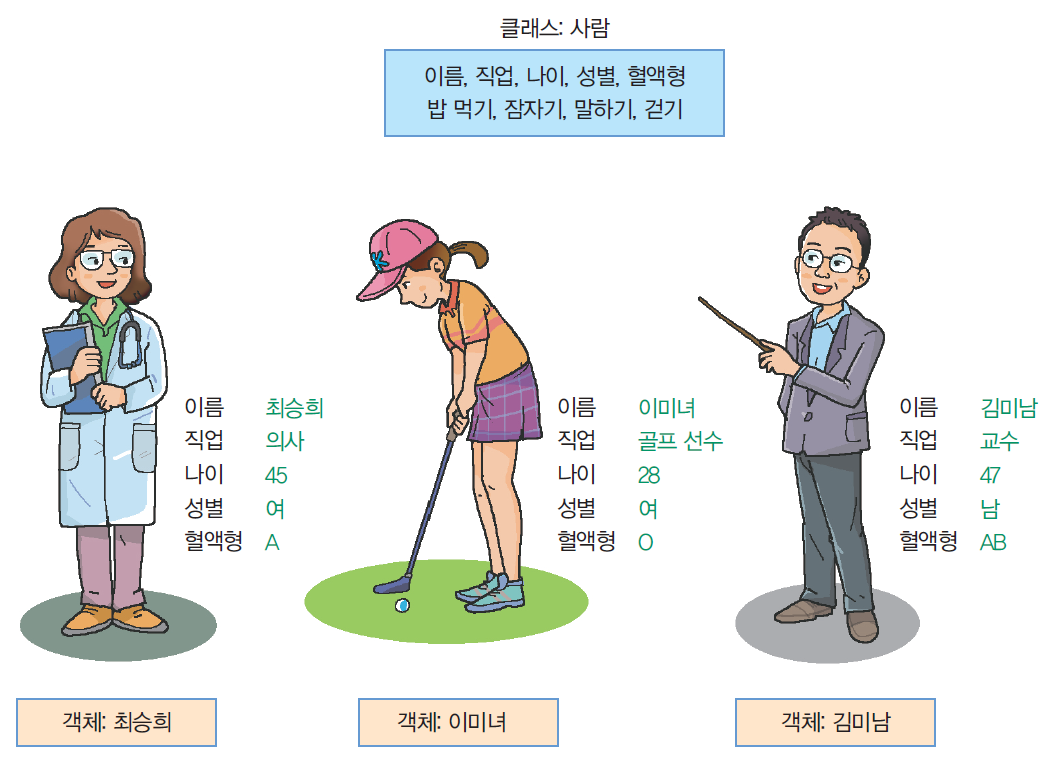 클래스: 사람
이름, 직업, 나이, 성별, 혈액형
밥 먹기, 잠자기, 말하기, 걷기
이름 최승희
직업 의사
나이 45
성별 여
혈액형 A
이름 이미녀
직업 골프 선수
나이 28
성별 여
혈액형 O
이름 김미남
직업 교수
나이 47
성별 남
혈액형 AB
객체: 최승희
객체: 이미녀
객체: 김미남